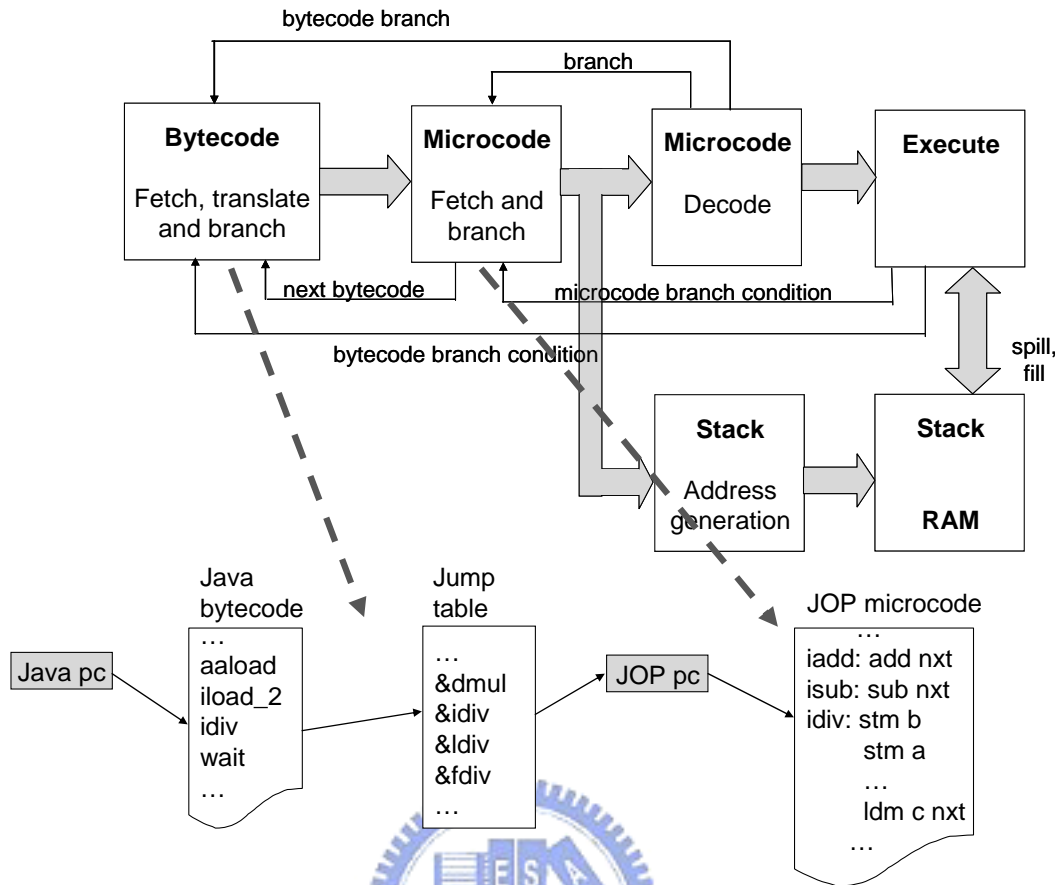 bytecode branch
branch
Bytecode
Fetch, translate
and branch
Microcode
Fetch and
branch
Microcode
Decode
Execute
next bytecode
microcode branch condition
bytecode branch condition
spill,
fill
Stack
Address
generation
Stack
RAM
Java
bytecode
Jump
table
JOP microcode
Java pc
…
aaload
iload_2
idiv
wait
…
…
&dmul
&idiv
&ldiv
&fdiv
…
JOP pc
…
iadd: add nxt
isub: sub nxt
idiv: stm b
stm a
…
ldm c nxt
…
E S A